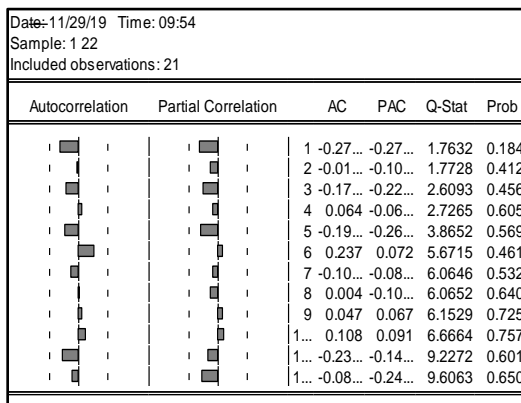 Date: 11/29/19 Time: 09:54
Sample: 1 22
Included observations: 21
Autocorrelation Partial Correlation AC PAC Q-Stat Prob
1 -0.27... -0.27... 1.7632 0.184
2 -0.01... -0.10... 1.7728 0.412
3 -0.17... -0.22... 2.6093 0.456
4 0.064 -0.06... 2.7265 0.605
5 -0.19... -0.26... 3.8652 0.569
6 0.237 0.072 5.6715 0.461
7 -0.10... -0.08... 6.0646 0.532
8 0.004 -0.10... 6.0652 0.640
9 0.047 0.067 6.1529 0.725
1... 0.108 0.091 6.6664 0.757
1... -0.23... -0.14... 9.2272 0.601
1... -0.08... -0.24... 9.6063 0.650